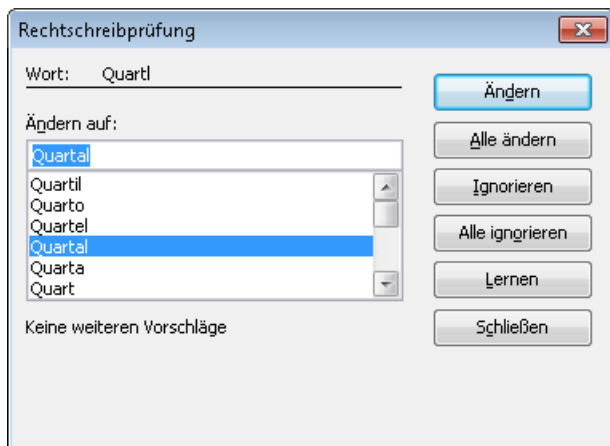 Rechtschreibprüfung
Wort: Quartl
Ändern auf:
Quartal
Quartil
Quarto
Quartel
Quartal
Quarta
Quart
Keine weiteren Vorschläge
Ändern
Alle ändern
Ignorieren
Alle ignorieren
Lernen
Schließen